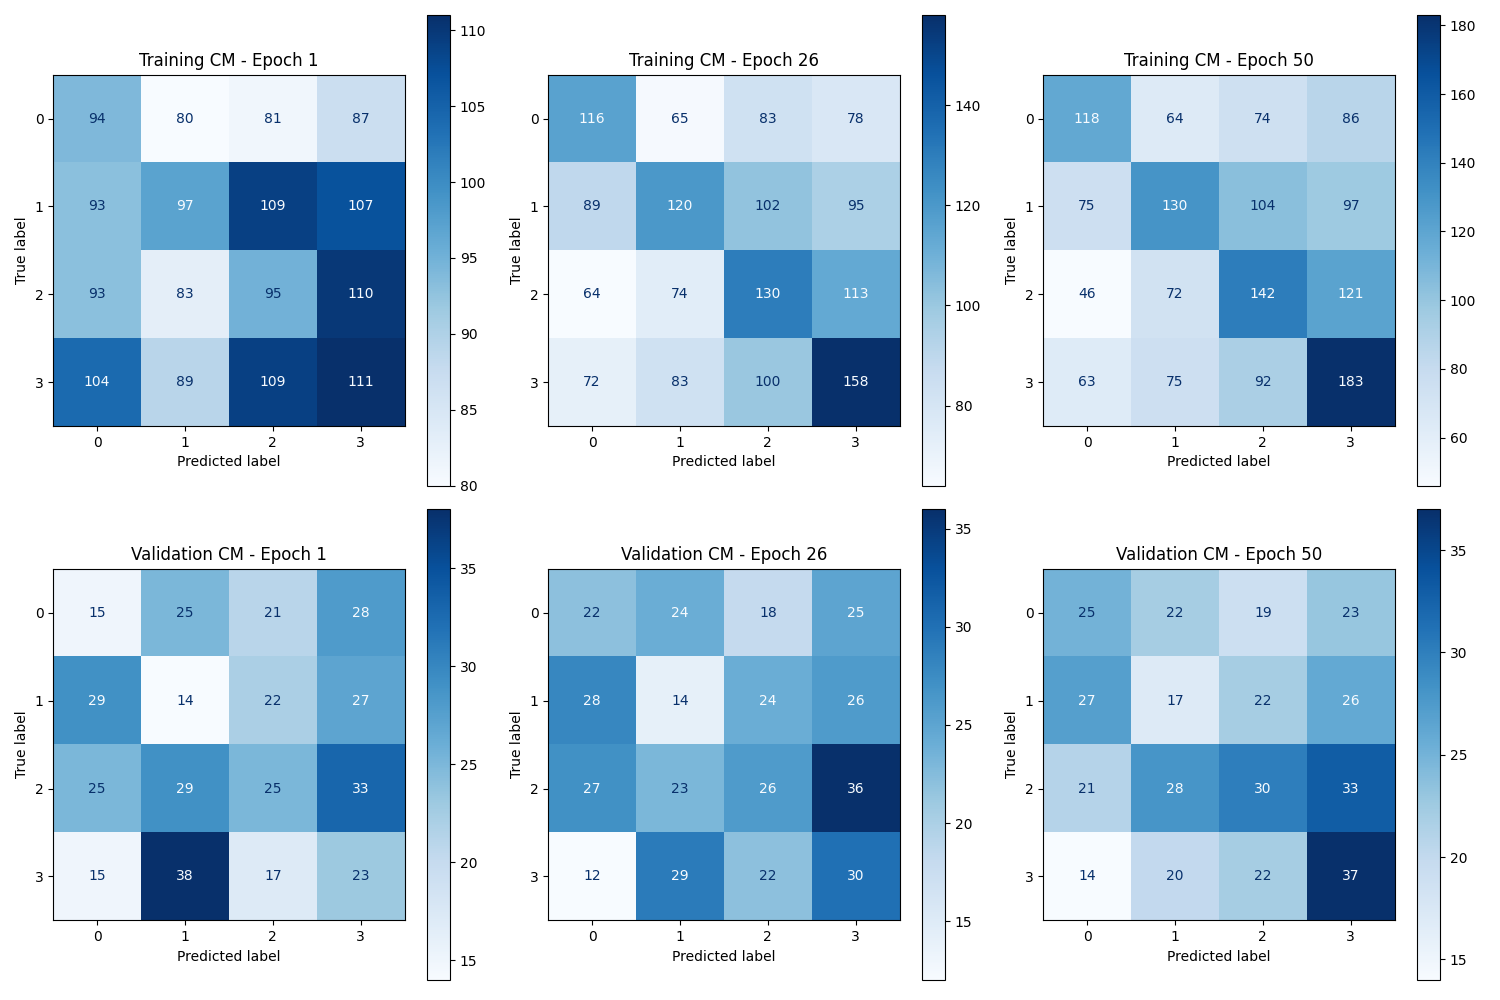 Training CM - Epoch 1
0 94 80 81 87
1 93 97 109 107
2 93 83 95 110
3 104 89 109 111
0 1 2 3
Predicted label
True label
110
105
100
95
90
85
80
Training CM - Epoch 26
0 116 65 83 78
1 89 120 102 95
2 64 74 130 113
3 72 83 100 158
0 1 2 3
Predicted label
True label
140
120
100
80
Training CM - Epoch 50
0 118 64 74 86
1 75 130 104 97
2 46 72 142 121
3 63 75 92 183
0 1 2 3
Predicted label
True label
180
160
140
120
100
80
60
Validation CM - Epoch 1
0 15 25 21 28
1 29 14 22 27
2 25 29 25 33
3 15 38 17 23
0 1 2 3
Predicted label
True label
35
30
25
20
15
Validation CM - Epoch 26
0 22 24 18 25
1 28 14 24 26
2 27 23 26 36
3 12 29 22 30
0 1 2 3
Predicted label
True label
35
30
25
20
15
Validation CM - Epoch 50
0 25 22 19 23
1 27 17 22 26
2 21 28 30 33
3 14 20 22 37
0 1 2 3
Predicted label
True label
35
30
25
20
15